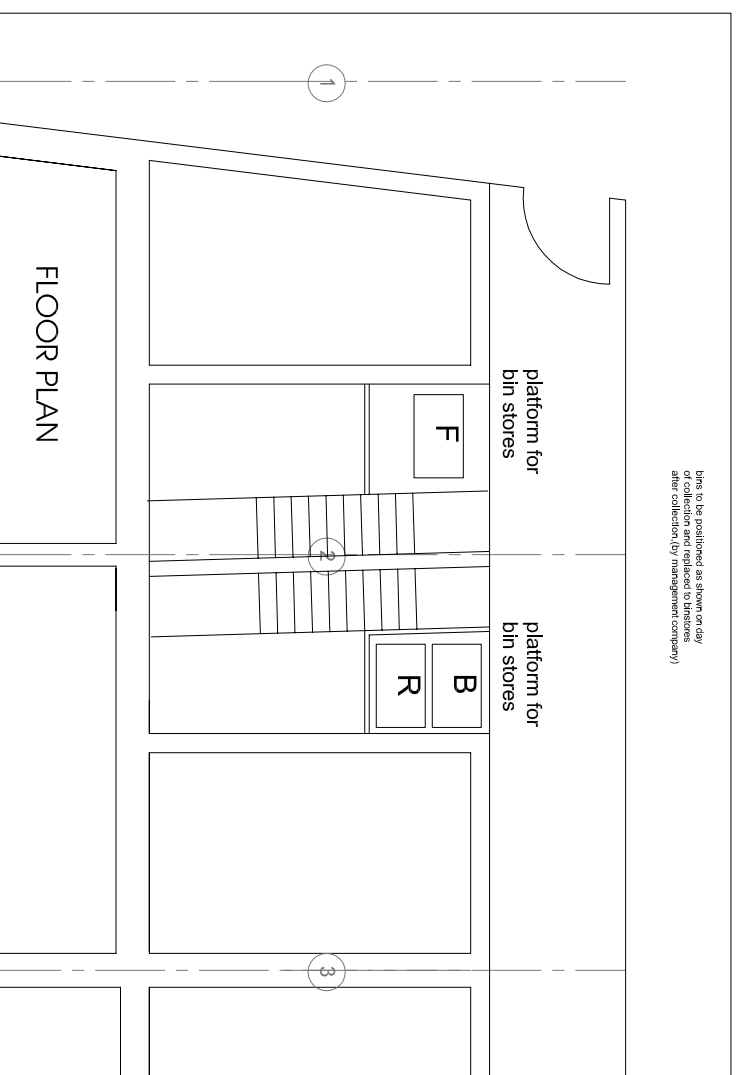 1
FLOOR PLAN
platform for
bin stores
F
bins to be positioned as shown on day
of collection and replaced to binstores
after collection,(by management company)
2
platform for
bin stores
B
R
3